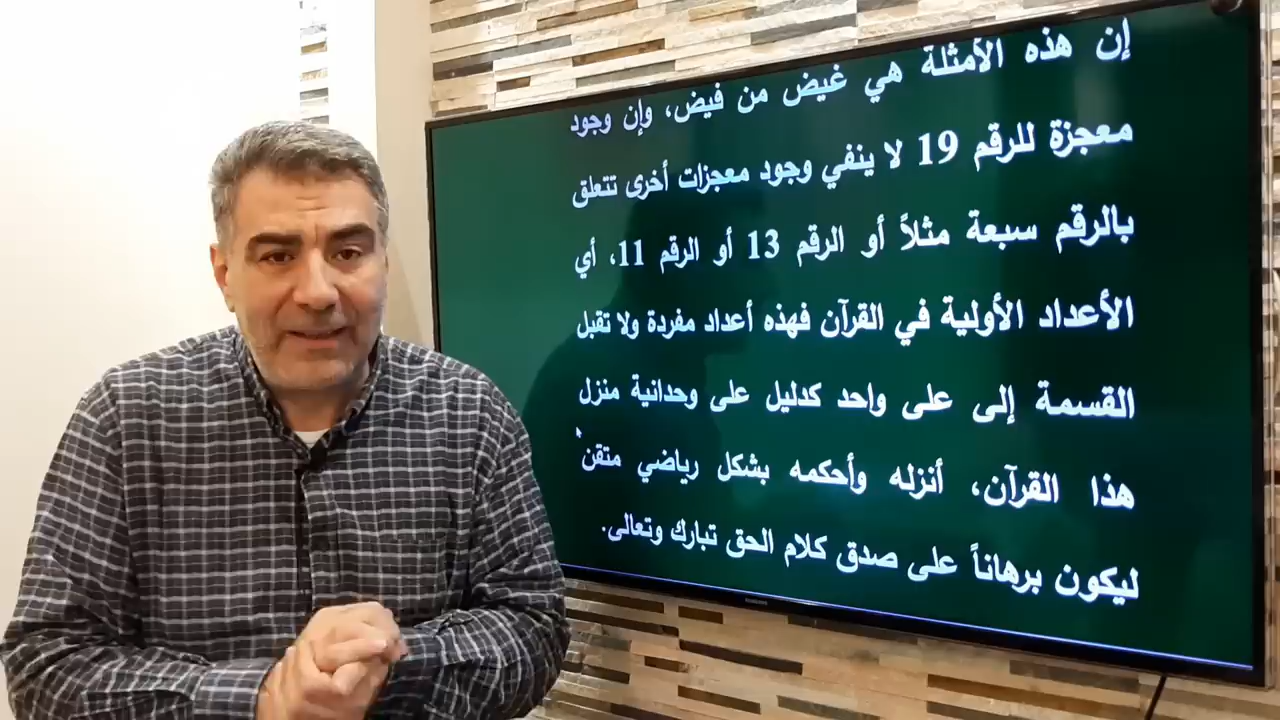 إن هذه الأمثلة هي غيض من فيض، وإن وجود
معجزة للرقم 19 لا ينفي وجود معجزات أخرى تتعلق
بالرقم سبعة مثلاً أو الرقم 13 أو الرقم 11، أي
الأعداد الأولية في القرآن فهذه أعداد مفردة ولا تقبل
القسمة إلى على واحد كدليل على وحدانية منزل
هذا القرآن، أنزله وأحكمه بشكل رياضي متقن
ليكون برهاناً على صدق كلام الحق تبارك وتعالى.
SAMSUNG